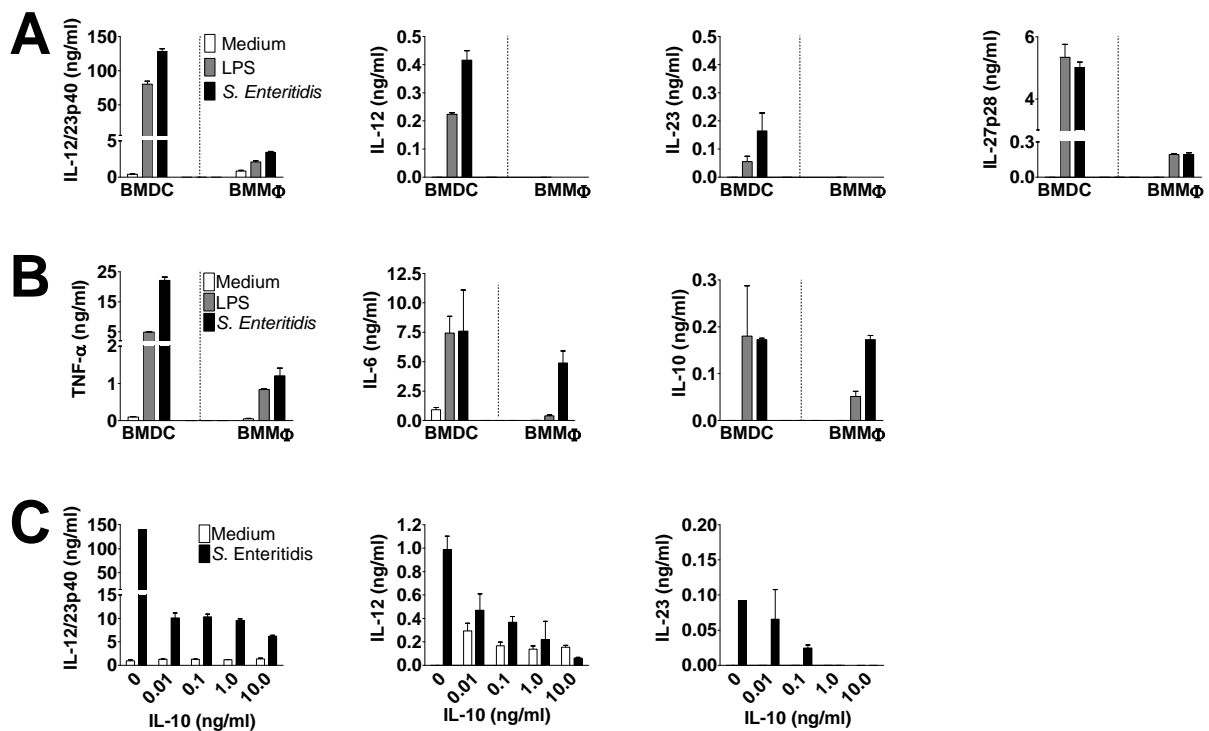 A
IL-12/23p40 (ng/ml)
150
100
50
5
0
Medium
LPS
S. Enteritidis
BMDC
BMMΦ
IL-12 (ng/ml)
0.5
0.4
0.3
0.2
0.1
0.0
BMDC
BMMΦ
IL-23 (ng/ml)
0.5
0.4
0.3
0.2
0.1
0.0
BMDC
BMMΦ
IL-27p28 (ng/ml)
6
4
0.3
0.0
BMDC
BMMΦ
B
TNF-α (ng/ml)
25
15
5
2
1
0
Medium
LPS
S. Enteritidis
BMDC
BMMΦ
IL-6 (ng/ml)
12.5
10.0
7.5
5.0
2.5
0.0
BMDC
BMMΦ
IL-10 (ng/ml)
0.3
0.2
0.1
0.0
BMDC
BMMΦ
C
IL-12/23p40 (ng/ml)
150
100
50
15
10
5
0
Medium
S. Enteritidis
0
0.01
0.1
1.0
10.0
IL-10 (ng/ml)
IL-12 (ng/ml)
1.2
1.0
0.8
0.6
0.4
0.2
0.0
0
0.01
0.1
1.0
10.0
IL-10 (ng/ml)
IL-23 (ng/ml)
0.20
0.15
0.10
0.05
0.00
0
0.01
0.1
1.0
10.0
IL-10 (ng/ml)